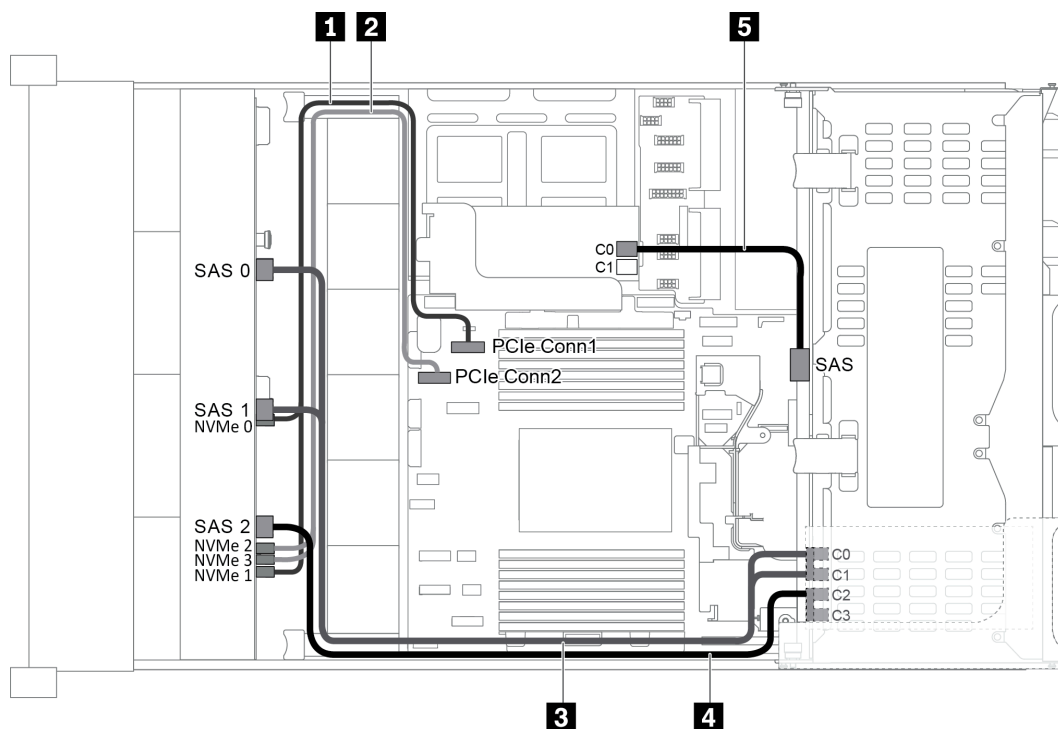 1
2
5
SAS 0
C0
C1
PCIe Conn1
PCIe Conn2
SAS
SAS 1
NVMe 0
SAS 2
NVMe 2
NVMe 3
NVMe 1
C0
C1
C2
C3
3
4